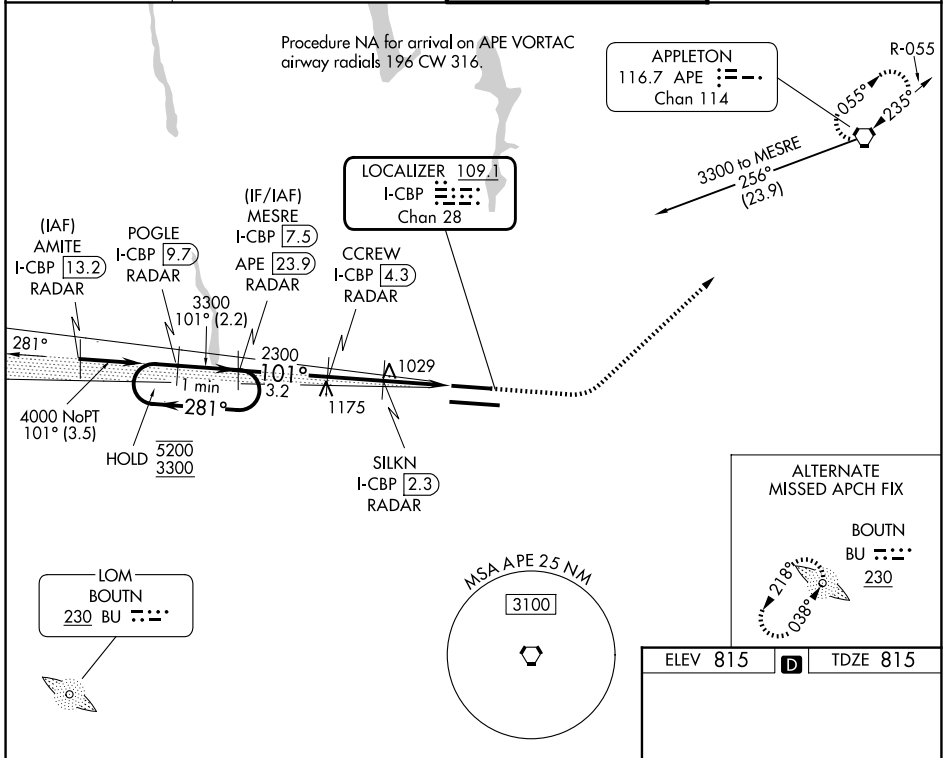 Procedure NA for arrival on APE VORTAC
airway radials 196 CW 316.
APPLETON
116.7 APE
Chan 114
R-055
055°
235°
3300 to MESRE
256°
(23.9)
LOCALIZER 109.1
I-CBP
Chan 28
(IAF)
AMITE
I-CBP 13.2
RADAR
POGLE
I-CBP 9.7
RADAR
(IF/IAF)
MESRE
I-CBP 7.5
APE 23.9
RADAR
CCREW
I-CBP 4.3
RADAR
3300
101° (2.2)
281°
2300
101°
3.2
1029
1175
1 min
281°
4000 NoPT
101° (3.5)
HOLD 5200
3300
SILKN
I-CBP 2.3
RADAR
LOM
BOUTN
230 BU
MSA APE 25 NM
3100
ALTERNATE
MISSED APCH FIX
BOUTN
BU
230
218°
038°
ELEV 815 D TDZE 815